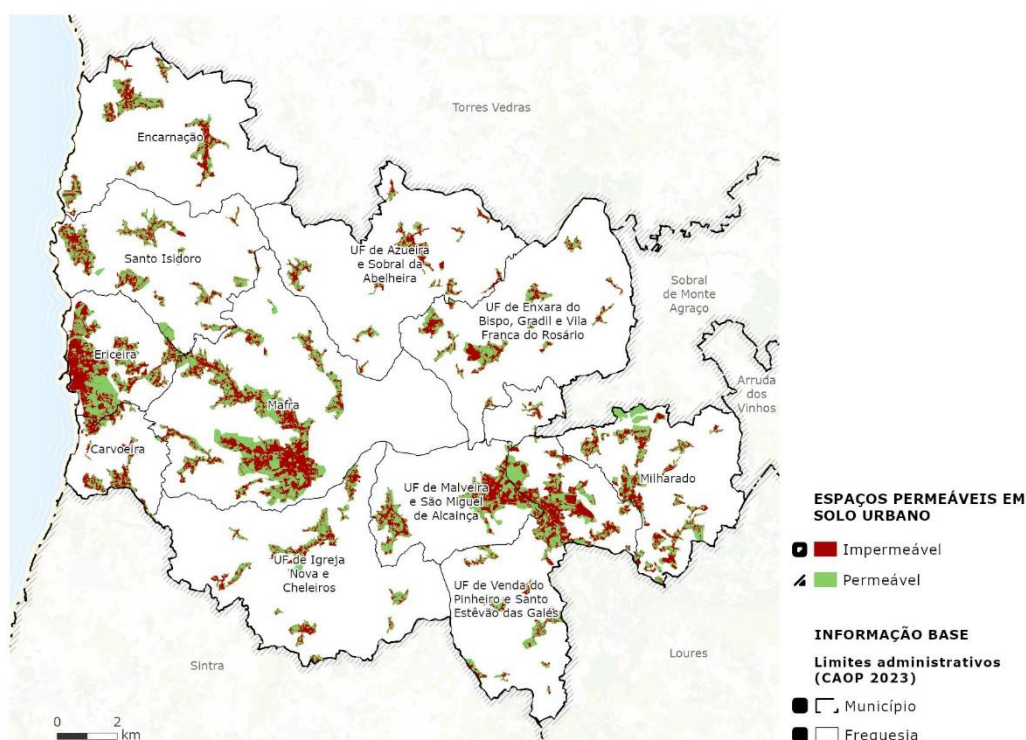 Torres Vedras
Encarnação
Santo Isidoro
UF de Azueira
e Sobral da
Abelheira
Sobral
de Monte
Agraço
UF de Enxara do
Bispo, Gradil e Vila
Franca do Rosário
Ericeira
Arruda
dos
Vinhos
Mafra
Carvoeira
UF de Malveira
e São Miguel
de Alcainça
Milharado
UF de Igreja
Nova e
Cheleiros
UF de Venda do
Pinheiro e Santo
Estêvão das Galés
Sintra
Loures
0 2
km
ESPAÇOS PERMEÁVEIS EM
SOLO URBANO
Impermeável
Permeável
INFORMAÇÃO BASE
Limites administrativos
(CAOP 2023)
Município
Freguesia